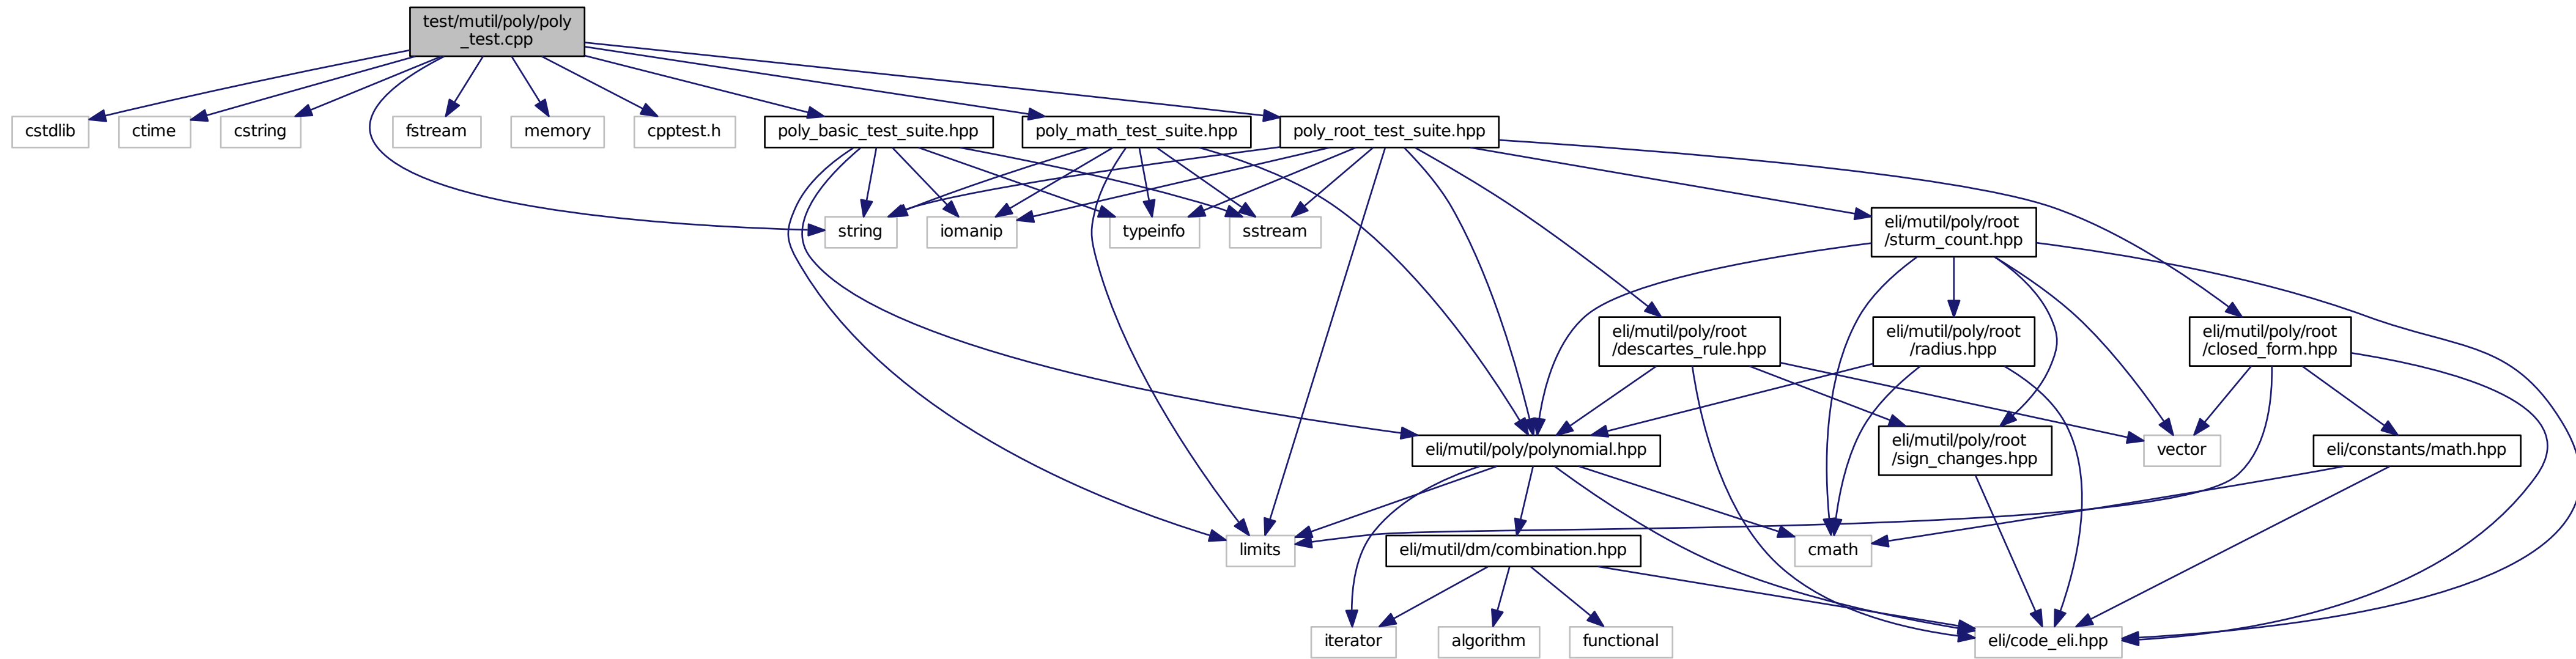 test/mutil/poly/poly
_test.cpp
cstdlib
ctime
cstring
fstream
memory
cpptest.h
poly_basic_test_suite.hpp
poly_math_test_suite.hpp
poly_root_test_suite.hpp
string
iomanip
typeinfo
sstream
eli/mutil/poly/root
/sturm_count.hpp
eli/mutil/poly/root
/descartes_rule.hpp
eli/mutil/poly/root
/radius.hpp
eli/mutil/poly/root
/closed_form.hpp
eli/mutil/poly/polynomial.hpp
eli/mutil/poly/root
/sign_changes.hpp
vector
eli/constants/math.hpp
limits
eli/mutil/dm/combination.hpp
cmath
iterator
algorithm
functional
eli/code_eli.hpp